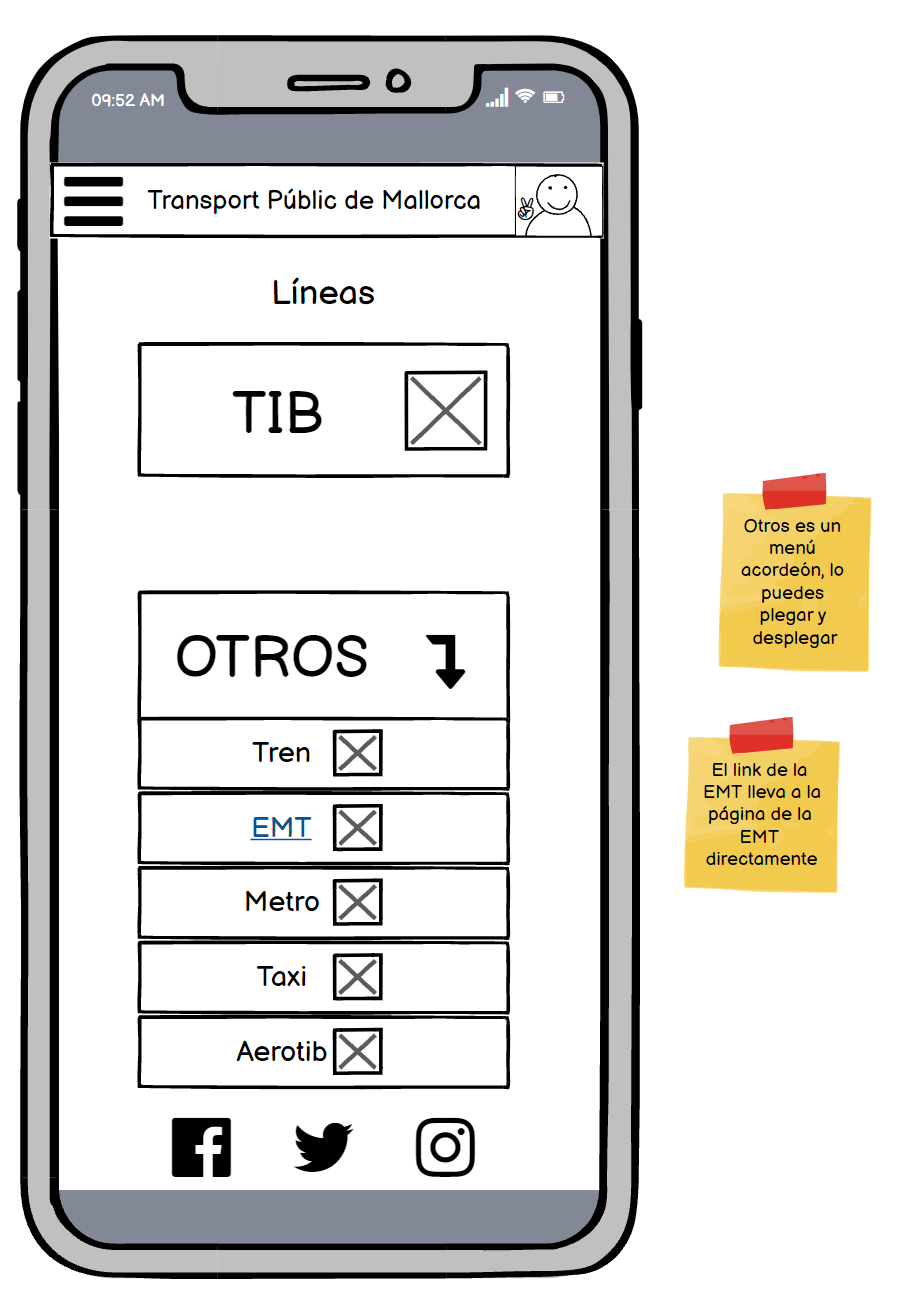 09:52 AM
Transport Públic de Mallorca
Líneas
TIB
OTROS
Tren
EMT
Metro
Taxi
Aerotib
Otros es un
menú
acordeón, lo
puedes
plegar y
desplegar
El link de la
EMT lleva a la
página de la
EMT
directamente